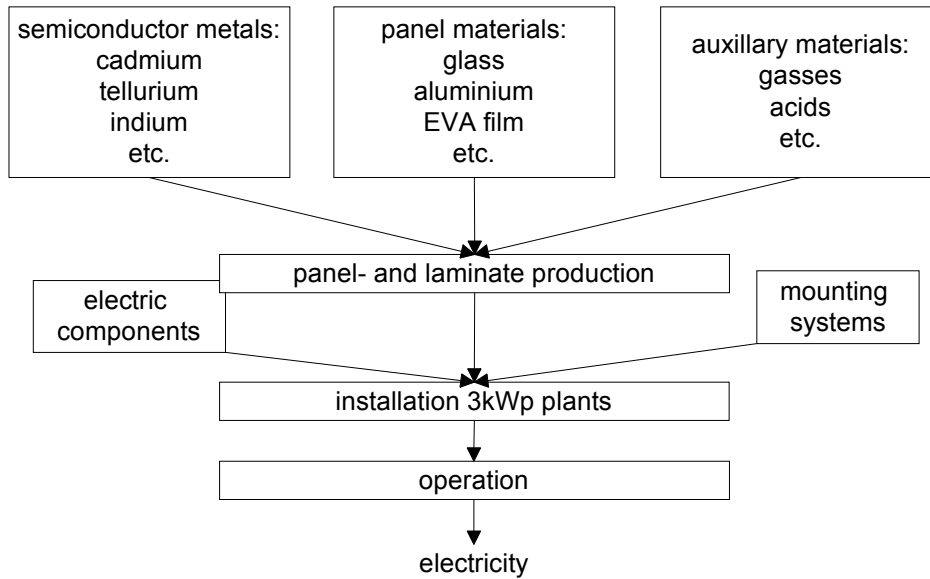 semiconductor metals:
cadmium
tellurium
indium
etc.
panel materials:
glass
aluminium
EVA film
etc.
auxillary materials:
gasses
acids
etc.
panel- and laminate production
electric
components
mounting
systems
installation 3kWp plants
operation
electricity